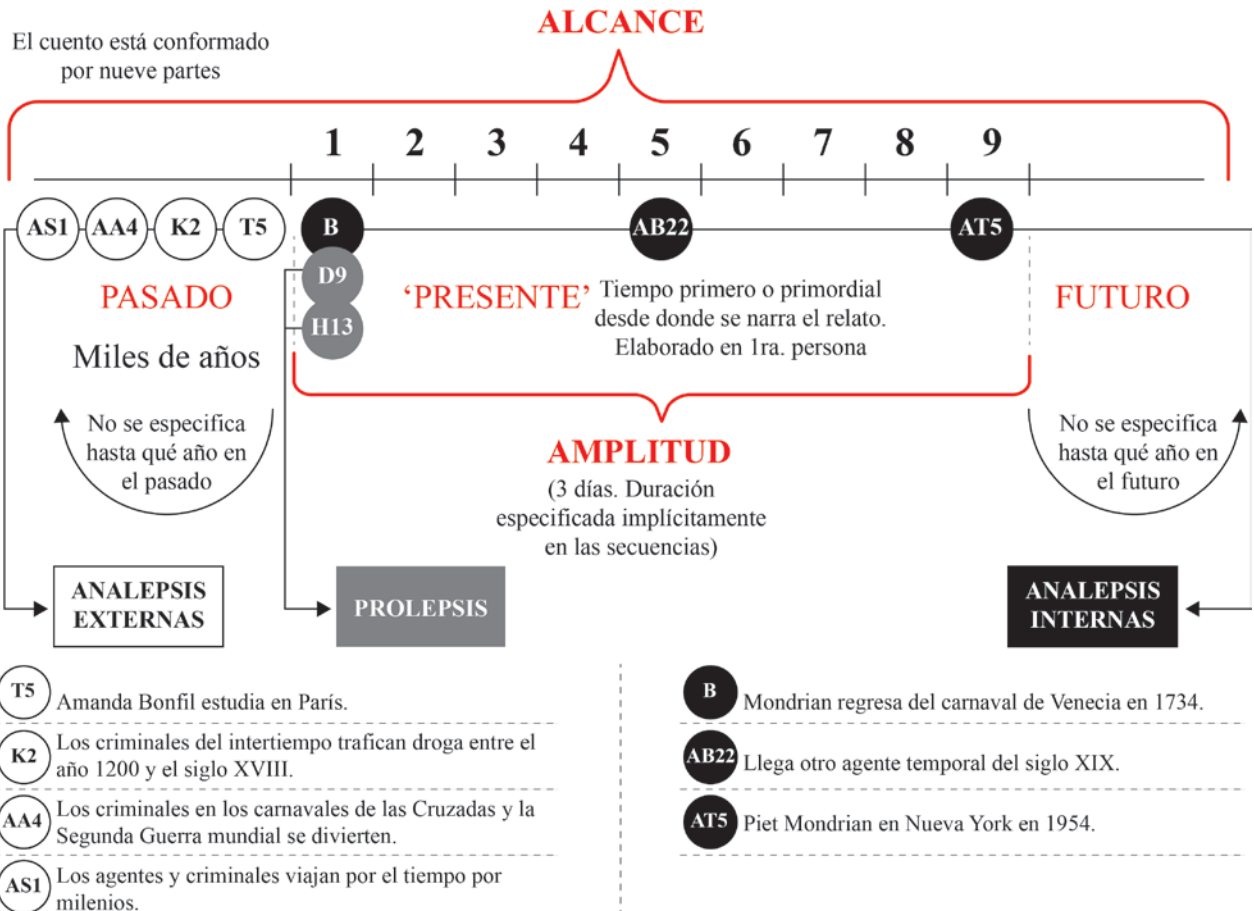 ALCANCE
El cuento está conformado
por nueve partes
1 2 3 4 5 6 7 8 9
AS1 AA4 K2 T5 B AB22 AT5
D9
H13
PASADO
Miles de años
No se especifica
hasta qué año en
el pasado
‘PRESENTE’ Tiempo primero o primordial
desde donde se narra el relato.
Elaborado en 1ra. persona
FUTURO
No se especifica
hasta qué año en
el futuro
AMPLITUD
(3 días. Duración
especificada implícitamente
en las secuencias)
ANALEPSIS
EXTERNAS
PROLEPSIS
ANALEPSIS
INTERNAS
T5 Amanda Bonfil estudia en París.
K2 Los criminales del intertiempo trafican droga entre el
año 1200 y el siglo XVIII.
AA4 Los criminales en los carnavales de las Cruzadas y la
Segunda Guerra mundial se divierten.
AS1 Los agentes y criminales viajan por el tiempo por
milenios.
B Mondrian regresa del carnaval de Venecia en 1734.
AB22 Llega otro agente temporal del siglo XIX.
AT5 Piet Mondrian en Nueva York en 1954.